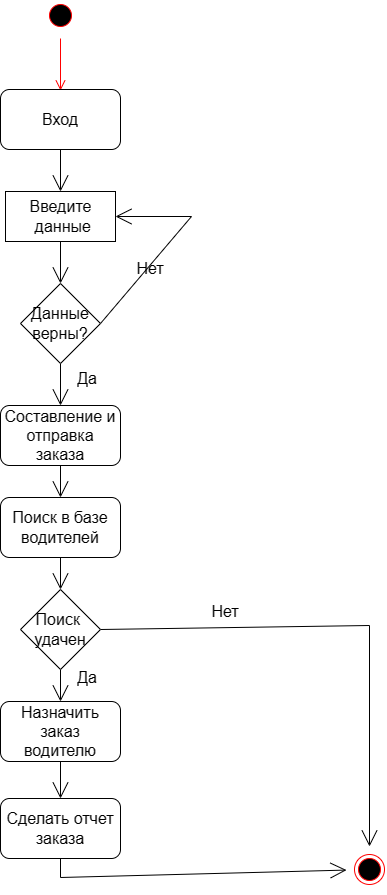 Вход
Введите
данные
Нет
Данные
верны?
Да
Составление и
отправка
заказа
Поиск в базе
водителей
Нет
Поиск
удачен
Да
Назначить
заказ
водителю
Сделать отчет
заказа